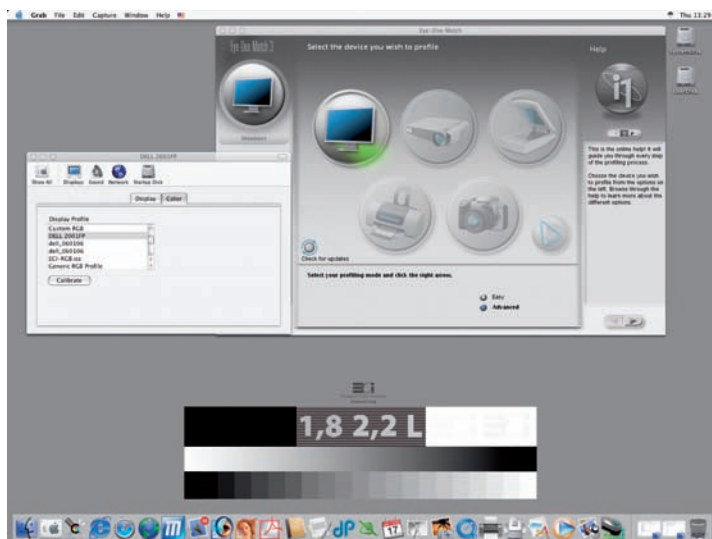 Grab File Edit Capture Window Help
Thu 13:29
Eye-One Match
Eye-One Match 3
Select the device you wish to profile
Help
DELL 2001FP
Show All Displays Sound Network Startup Disk
Display Color
Display Profile
Custom RGB
DELL 2001FP
dell_060106
dell_060106
ECI-RGB.icc
Generic RGB Profile
Calibrate
Check for updates
Select your profiling mode and click the right arrow.
Easy
Advanced
This is the online help! It will
guide you through every step
of the profiling process.
Choose the device you wish
to profile from the options on
the left. Browse through the
help to learn more about the
different options.
i1
eci
1,8 2,2 L
17